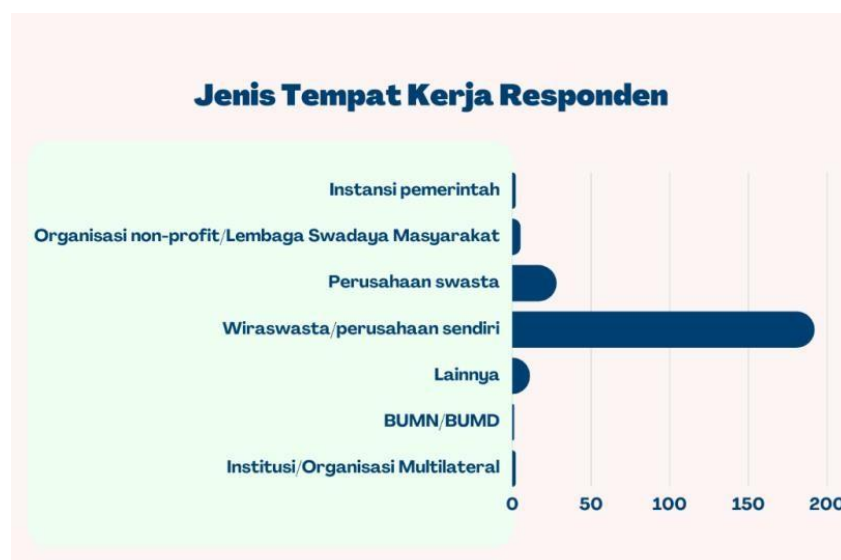 Jenis Tempat Kerja Responden
Instansi pemerintah
Organisasi non-profit/Lembaga Swadaya Masyarakat
Perusahaan swasta
Wiraswasta/perusahaan sendiri
Lainnya
BUMN/BUMD
Institusi/Organisasi Multilateral
0 50 100 150 200